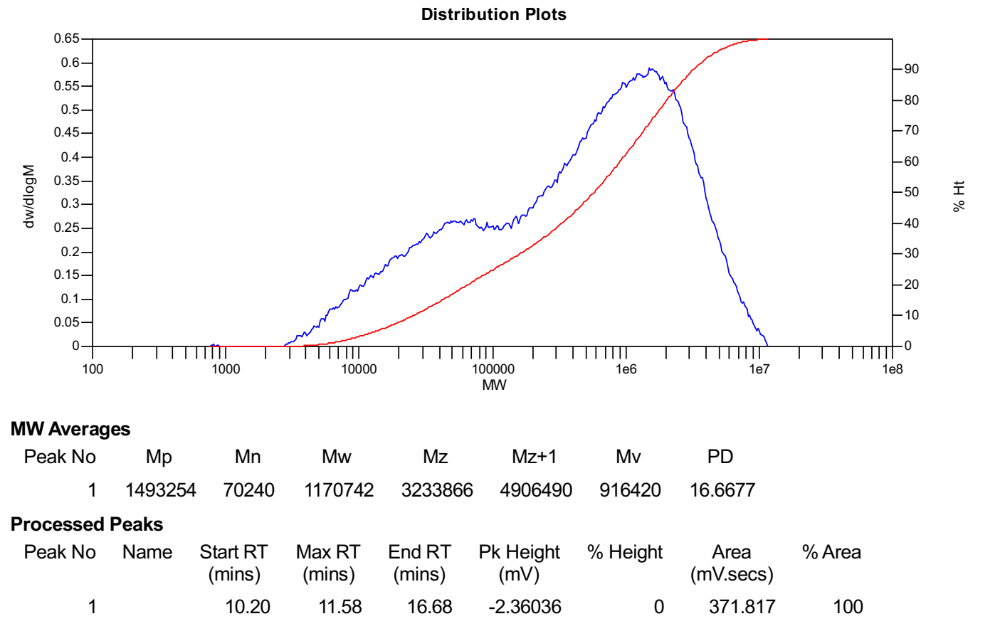 Distribution Plots
0.65
0.6
0.55
0.5
0.45
0.4
0.35
0.3
0.25
0.2
0.15
0.1
0.05
0
dw/dlogM
90
80
70
60
50
40
30
20
10
0
% Ht
100 1000 10000 100000 1e6 1e7 1e8
MW
MW Averages
Peak No Mp Mn Mw Mz Mz+1 Mv PD
1 1493254 70240 1170742 3233866 4906490 916420 16.6677
Processed Peaks
Peak No Name Start RT Max RT End RT Pk Height % Height Area % Area
(mins) (mins) (mins) (mV) (mV.secs)
1 10.20 11.58 16.68 -2.36036 0 371.817 100